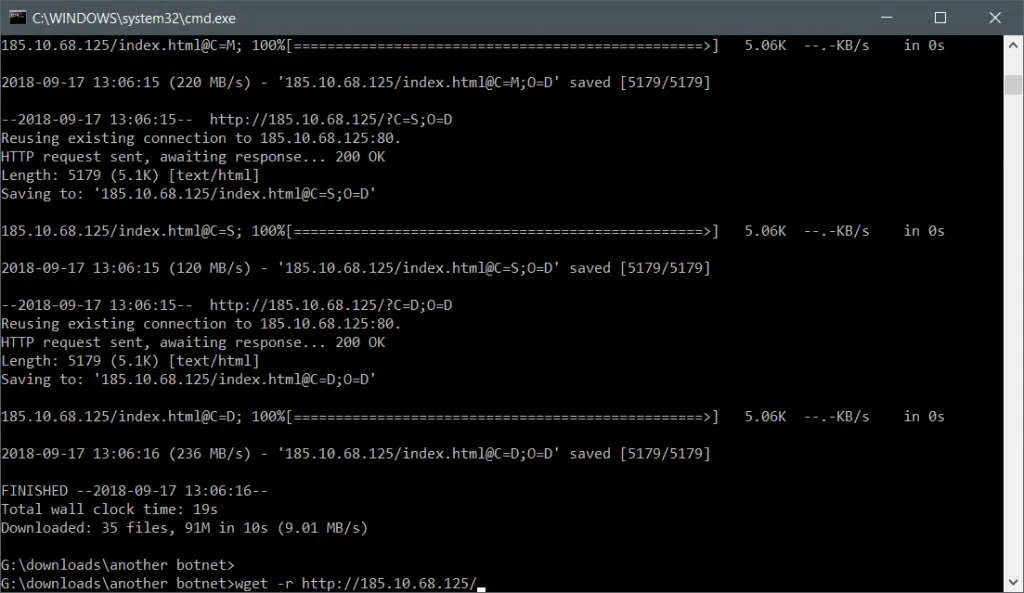 C:\WINDOWS\system32\cmd.exe
185.10.68.125/index.html@C=M; 100%[=================================================>]   5.06K  --.-KB/s    in 0s
2018-09-17 13:06:15 (220 MB/s) - '185.10.68.125/index.html@C=M;O=D' saved [5179/5179]
--2018-09-17 13:06:15--  http://185.10.68.125/?C=S;O=D
Reusing existing connection to 185.10.68.125:80.
HTTP request sent, awaiting response... 200 OK
Length: 5179 (5.1K) [text/html]
Saving to: '185.10.68.125/index.html@C=S;O=D'
185.10.68.125/index.html@C=S; 100%[=================================================>]   5.06K  --.-KB/s    in 0s
2018-09-17 13:06:15 (120 MB/s) - '185.10.68.125/index.html@C=S;O=D' saved [5179/5179]
--2018-09-17 13:06:15--  http://185.10.68.125/?C=D;O=D
Reusing existing connection to 185.10.68.125:80.
HTTP request sent, awaiting response... 200 OK
Length: 5179 (5.1K) [text/html]
Saving to: '185.10.68.125/index.html@C=D;O=D'
185.10.68.125/index.html@C=D; 100%[=================================================>]   5.06K  --.-KB/s    in 0s
2018-09-17 13:06:16 (236 MB/s) - '185.10.68.125/index.html@C=D;O=D' saved [5179/5179]
FINISHED --2018-09-17 13:06:16--
Total wall clock time: 19s
Downloaded: 35 files, 91M in 10s (9.01 MB/s)
G:\downloads\another botnet>
G:\downloads\another botnet>wget -r http://185.10.68.125/